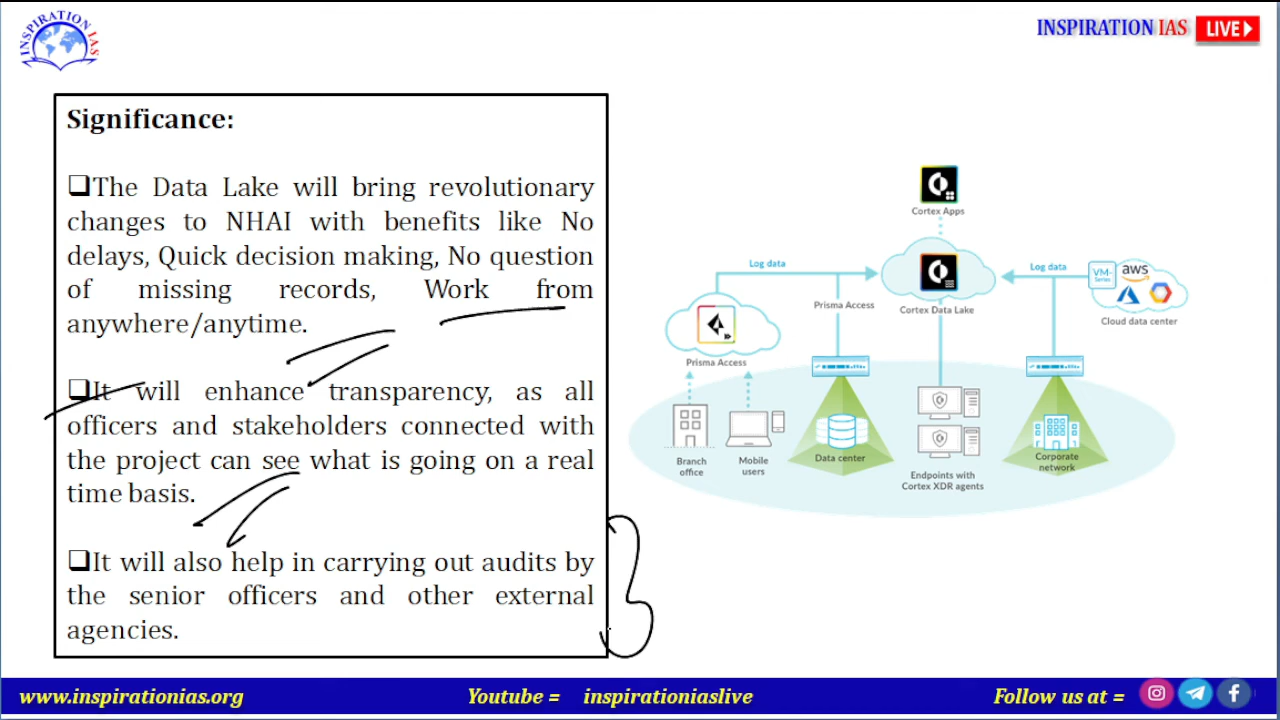 INSPIRATION IAS
INSPIRATION IAS LIVE
Significance:
❑The Data Lake will bring revolutionary
changes to NHAI with benefits like No
delays, Quick decision making, No question
of missing records, Work from
anywhere/anytime.
❑It will enhance transparency, as all
officers and stakeholders connected with
the project can see what is going on a real
time basis.
❑It will also help in carrying out audits by
the senior officers and other external
agencies.
Cortex Apps
Log data
Log data
VM-
Series
aws
Prisma Access
Cortex Data Lake
Cloud data center
Prisma Access
Branch
office
Mobile
users
Data center
Endpoints with
Cortex XDR agents
Corporate
network
www.inspirationias.org
Youtube = inspirationiaslive
Follow us at =